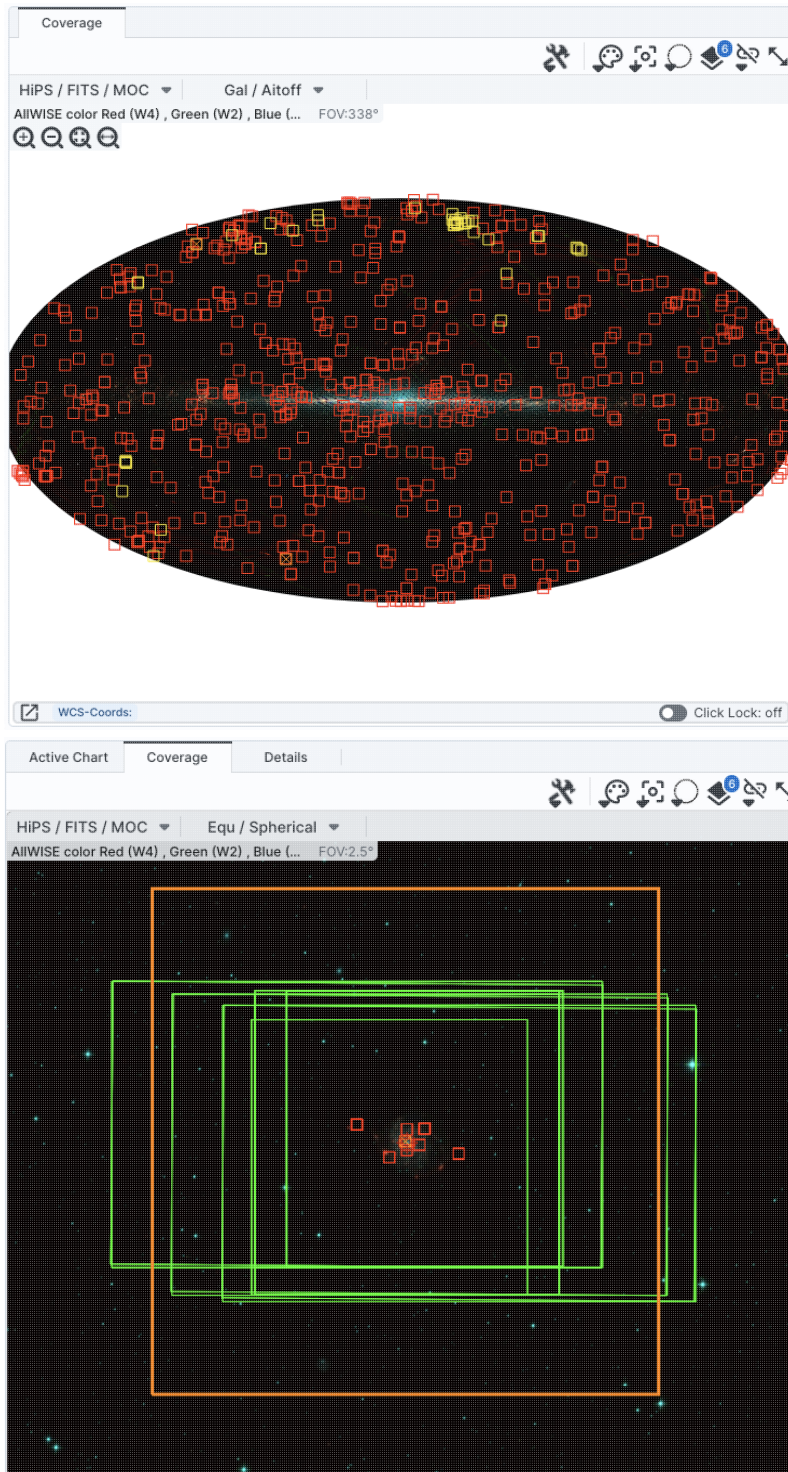 Coverage
6
HiPS / FITS / MOC Gal / Aitoff
AllWISE color Red (W4) , Green (W2) , Blue (... FOV:338°
WCS-Coords: Click Lock: off
Active Chart Coverage Details
6
HiPS / FITS / MOC Equ / Spherical
AllWISE color Red (W4) , Green (W2) , Blue (... FOV:2.5°